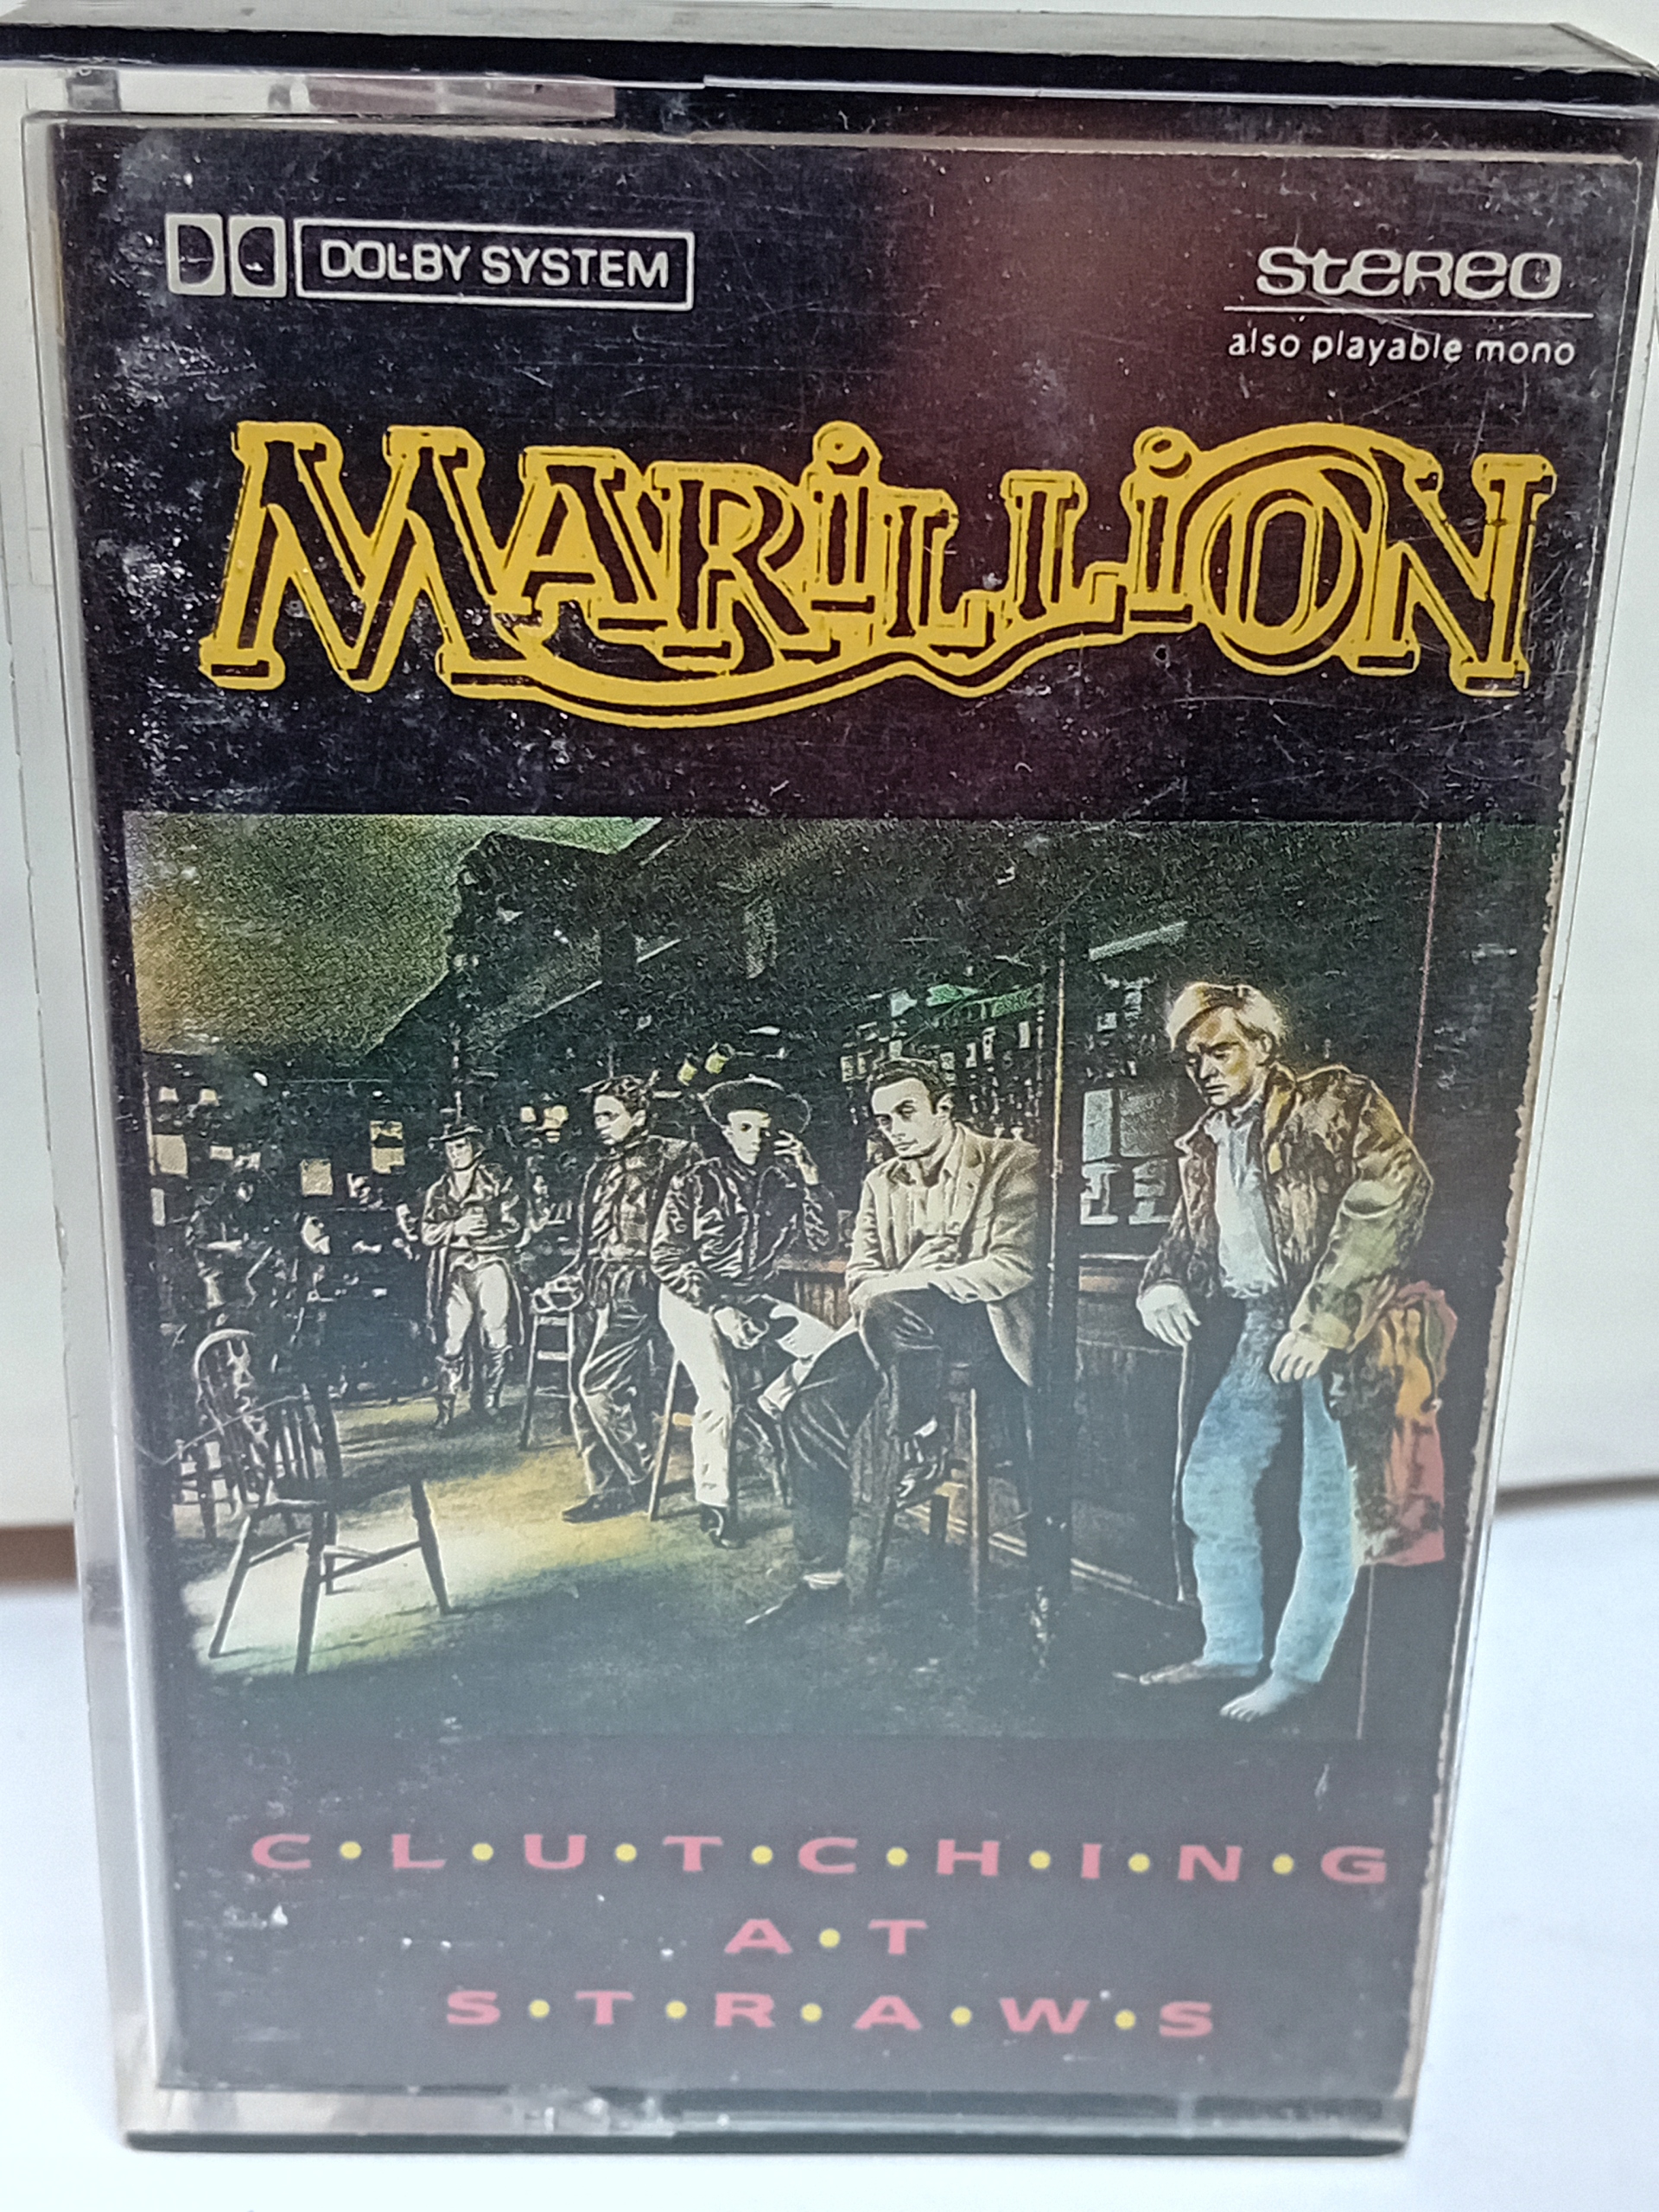 DOLBY SYSTEM
stereo
also playable mono
MARiLLiON
C·L·U·T·C·H·I·N·G
A·T
S·T·R·A·W·S